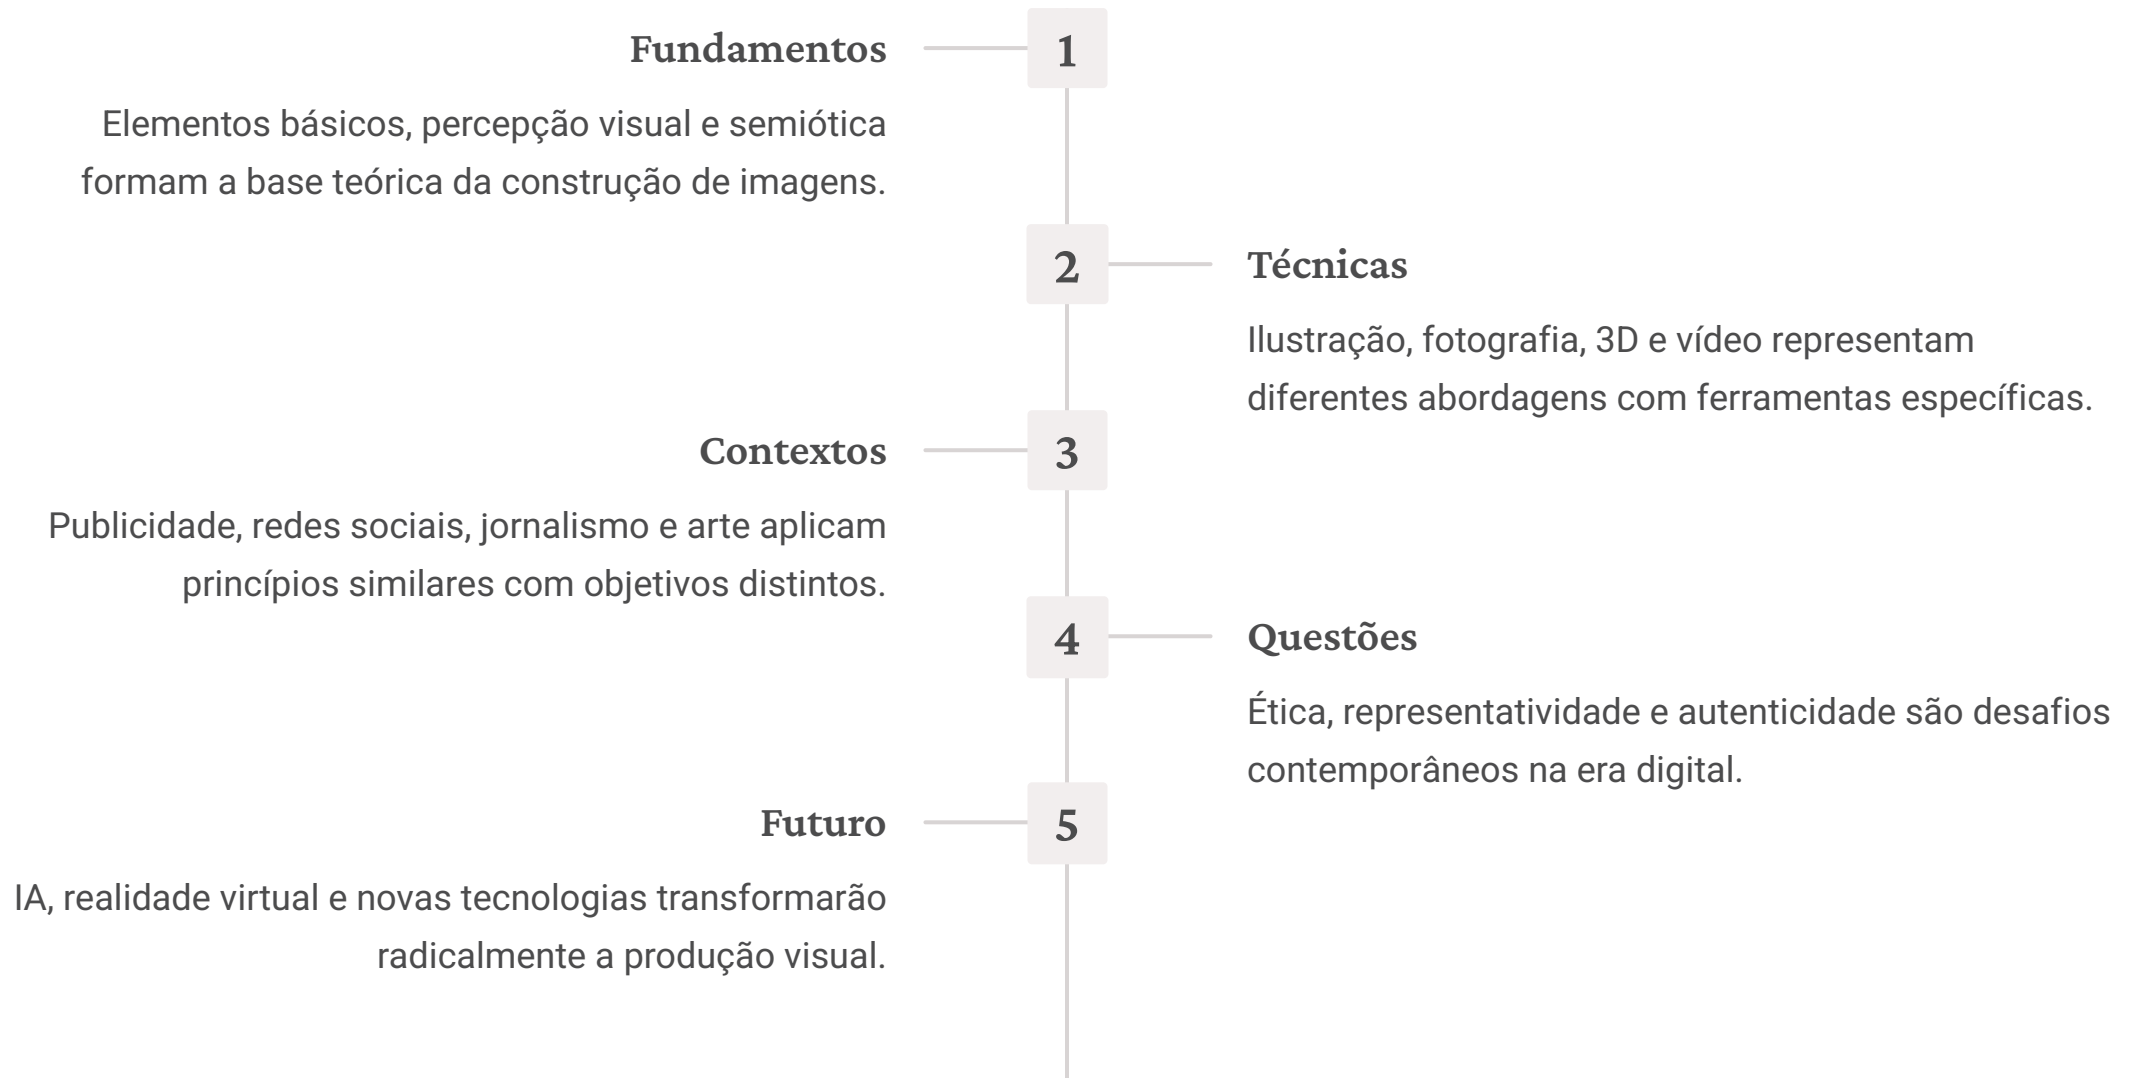 Fundamentos
1
Elementos básicos, percepção visual e semiótica
formam a base teórica da construção de imagens.
2
Técnicas
Ilustração, fotografia, 3D e vídeo representam
diferentes abordagens com ferramentas específicas.
Contextos
3
Publicidade, redes sociais, jornalismo e arte aplicam
princípios similares com objetivos distintos.
4
Questões
Ética, representatividade e autenticidade são desafios
contemporâneos na era digital.
Futuro
5
IA, realidade virtual e novas tecnologias transformarão
radicalmente a produção visual.